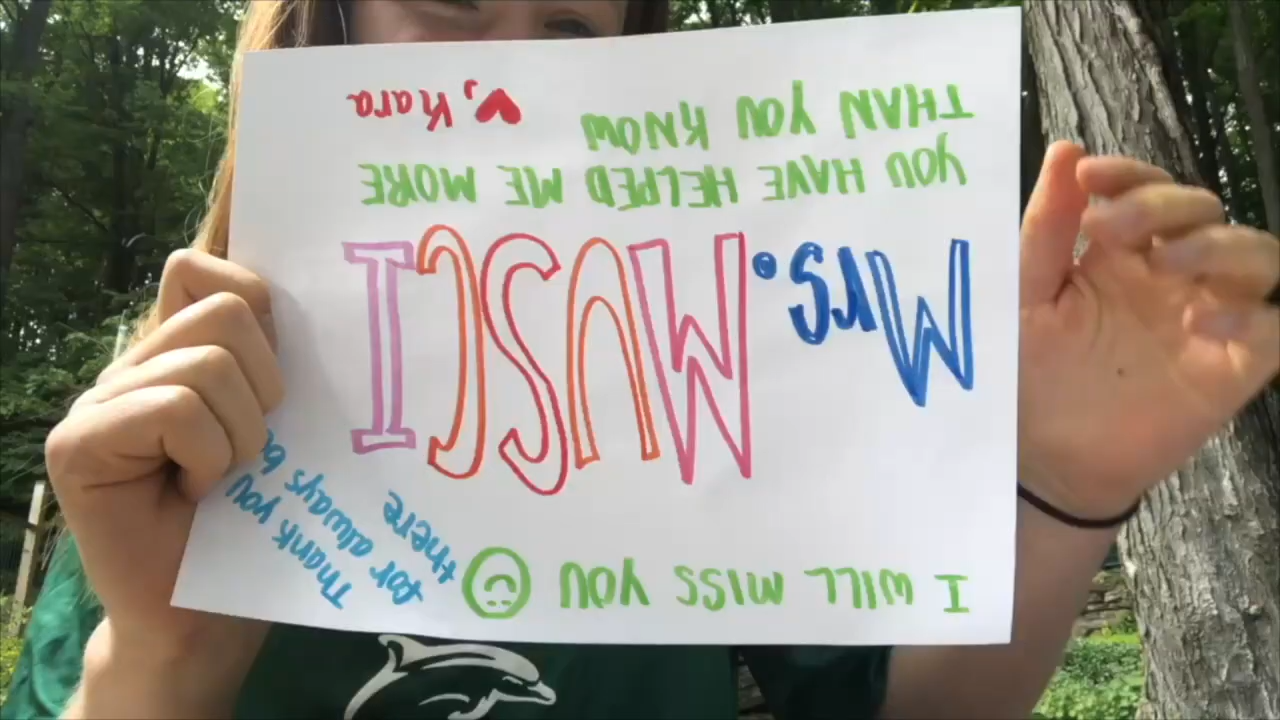 I WILL MISS YOU
Thank you
for always be
there
Mrs. MUSCI
YOU HAVE HELPED ME MORE
THAN YOU KNOW
♥, Kara